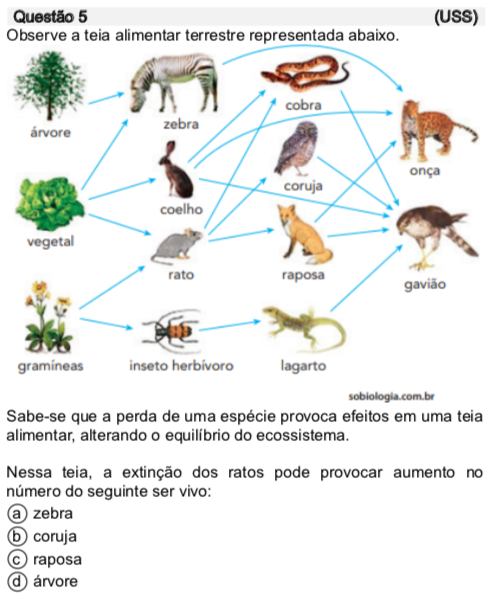 Questão 5 (USS)
Observe a teia alimentar terrestre representada abaixo.
árvore
zebra
cobra
onça
vegetal
coelho
coruja
rato
raposa
gavião
gramíneas
inseto herbívoro
lagarto
sobiologia.com.br
Sabe-se que a perda de uma espécie provoca efeitos em uma teia
alimentar, alterando o equilíbrio do ecossistema.
Nessa teia, a extinção dos ratos pode provocar aumento no
número do seguinte ser vivo:
a zebra
b coruja
c raposa
d árvore